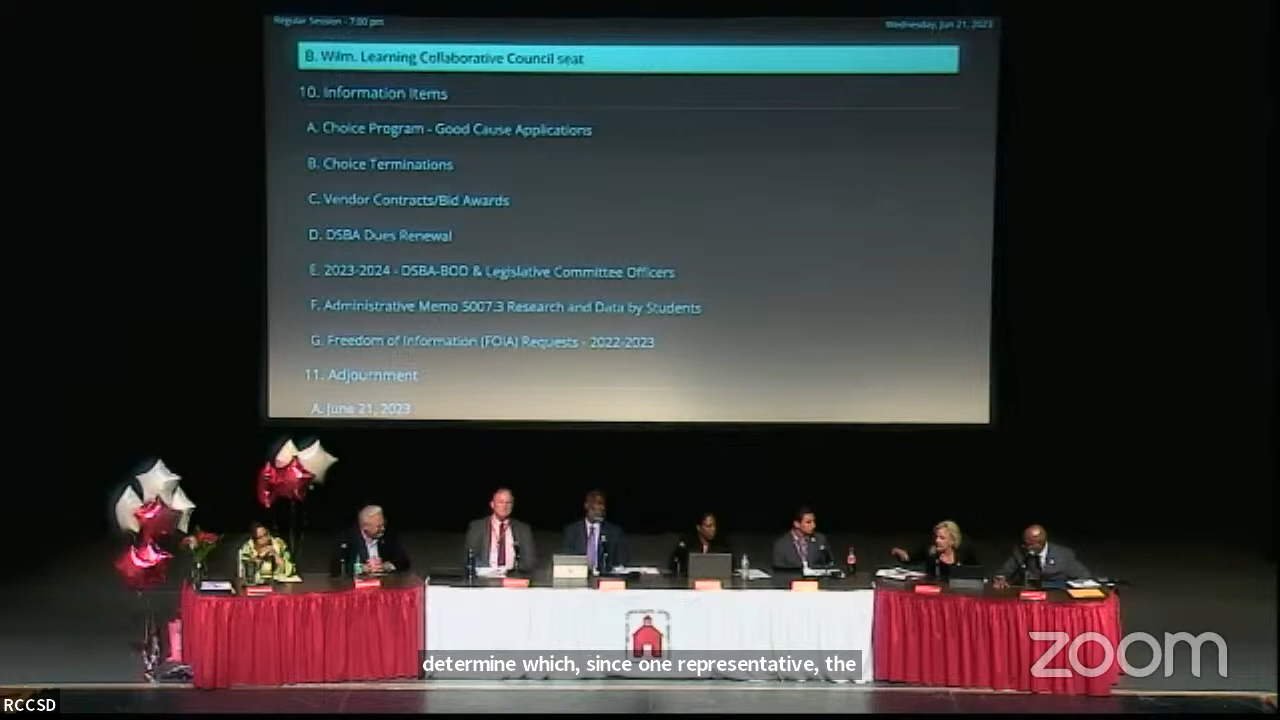 Regular Session - 7:00 pm
Wednesday, Jun 21, 2023
B. Wilm. Learning Collaborative Council seat
10. Information Items
A. Choice Program - Good Cause Applications
B. Choice Terminations
C. Vendor Contracts/Bid Awards
D. DSBA Dues Renewal
E. 2023-2024 - DSBA-BOD & Legislative Committee Officers
F. Administrative Memo 5007.3 Research and Data by Students
G. Freedom of Information (FOIA) Requests - 2022-2023
11. Adjournment
A. June 21, 2023
determine which, since one representative, the
zoom
RCCSD